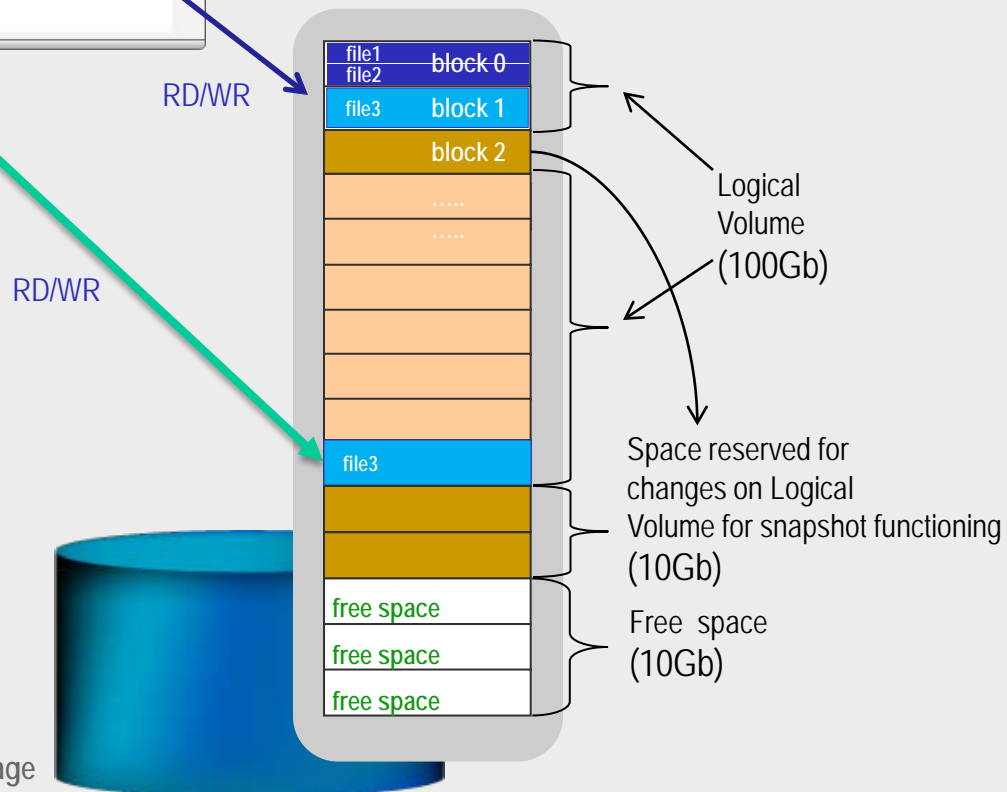 file1
file2
block 0
RD/WR
file3 block 1
block 2
.....
.....
Logical
Volume
(100Gb)
RD/WR
file3
Space reserved for
changes on Logical
Volume for snapshot functioning
(10Gb)
free space
free space
free space
Free space
(10Gb)